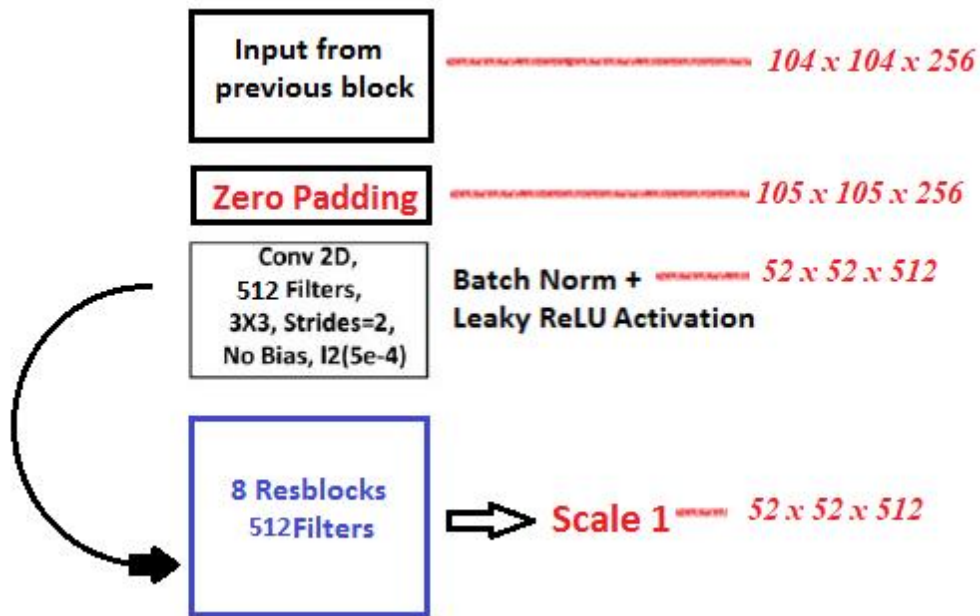 Input from
previous block
104 x 104 x 256
Zero Padding
105 x 105 x 256
Conv 2D,
512 Filters,
3X3, Strides=2,
No Bias, l2(5e-4)
Batch Norm +
Leaky ReLU Activation
52 x 52 x 512
8 Resblocks
512Filters
Scale 1
52 x 52 x 512